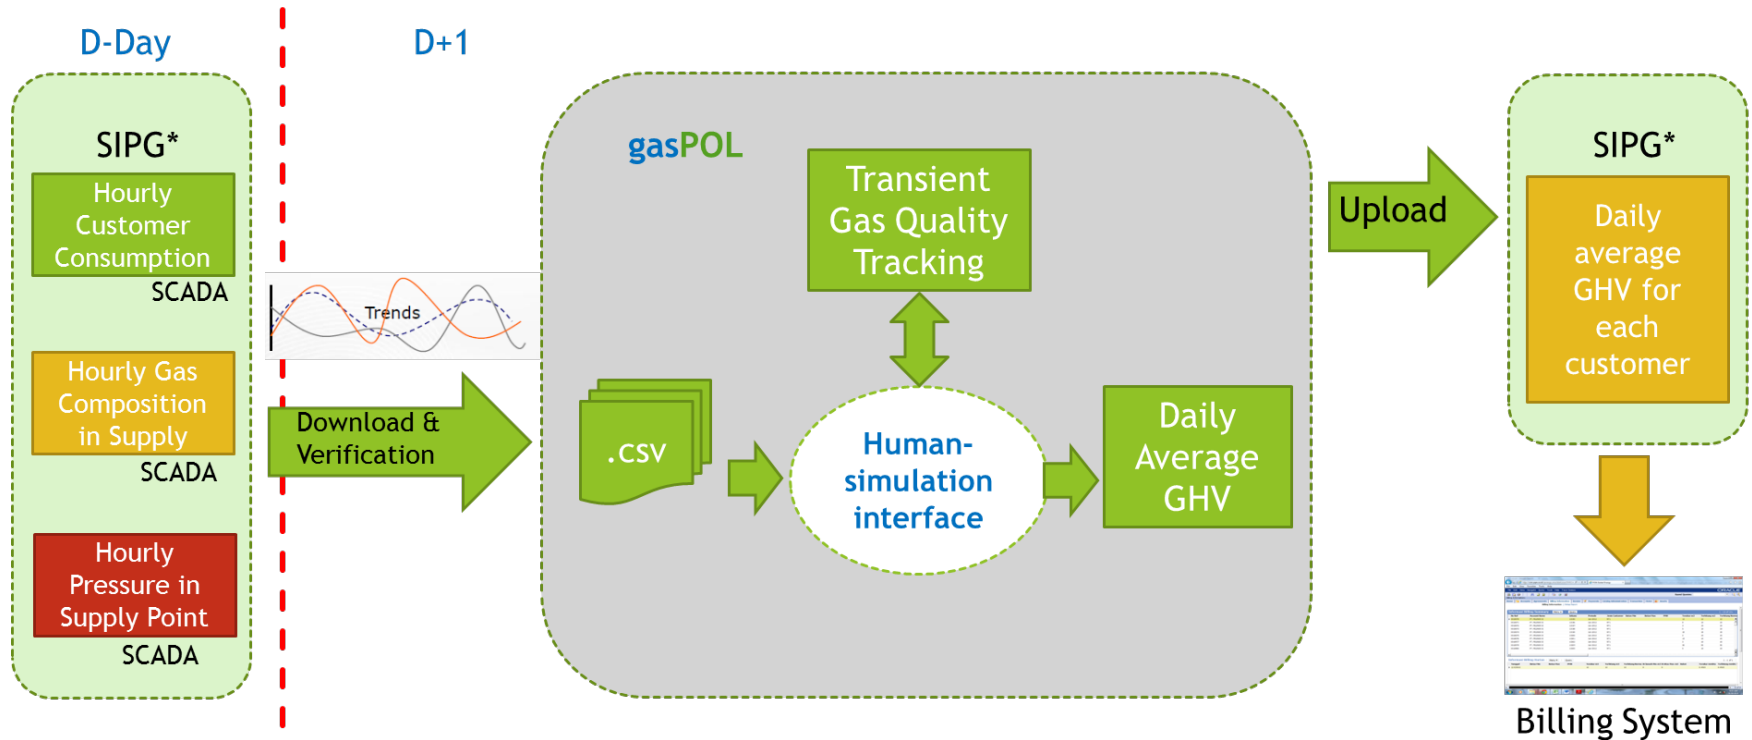 D-Day
D+1
SIPG*
Hourly
Customer
Consumption
SCADA
Hourly Gas
Composition
in Supply
SCADA
Hourly
Pressure in
Supply Point
SCADA
Trends
Download &
Verification
gasPOL
Transient
Gas Quality
Tracking
.csv
Human-
simulation
interface
Daily
Average
GHV
Upload
SIPG*
Daily
average
GHV for
each
customer
Billing System